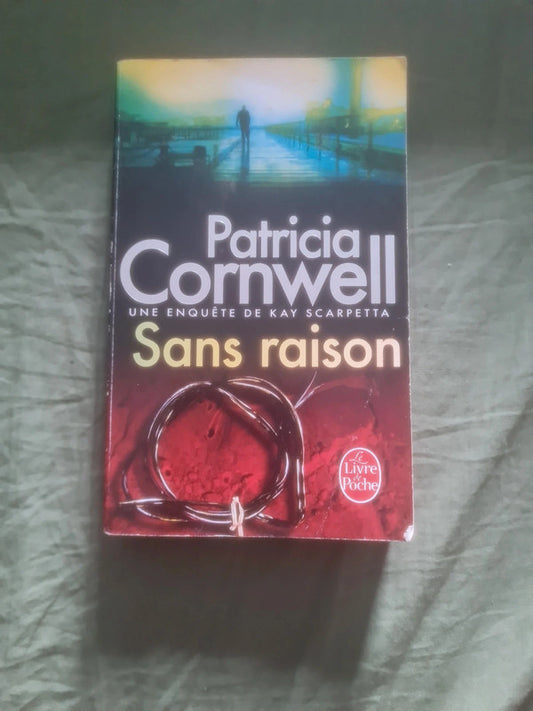 Patricia
Cornwell
UNE ENQUÊTE DE KAY SCARPETTA
Sans raison
Le
Livre
de
Poche